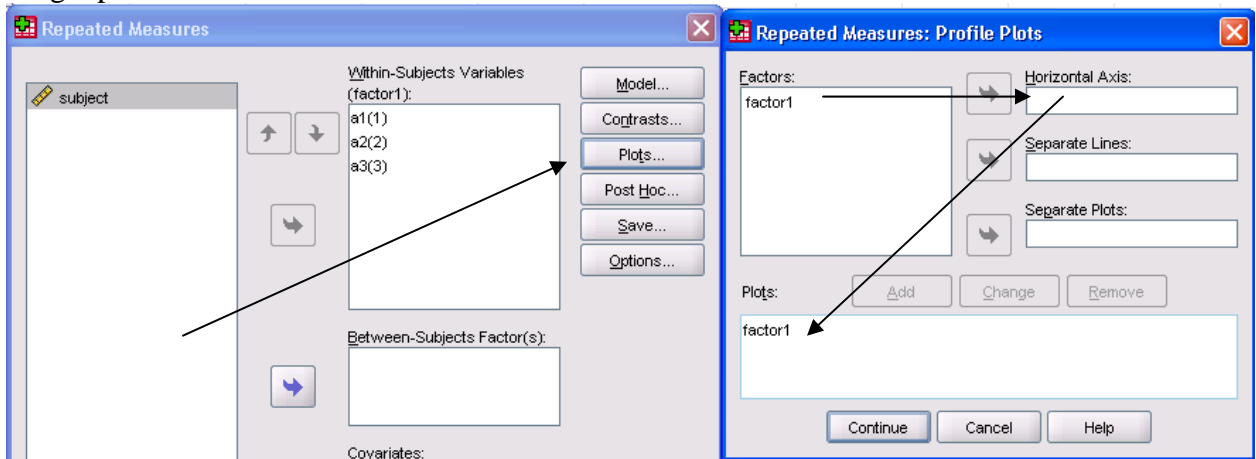 Repeated Measures
subject
Within-Subjects Variables
(factor1):
a1(1)
a2(2)
a3(3)
Model...
Contrasts...
Plots...
Post Hoc...
Save...
Options...
Between-Subjects Factor(s):
Covariates:
Repeated Measures: Profile Plots
Factors:
factor1
Horizontal Axis:
Separate Lines:
Separate Plots:
Plots:
Add
Change
Remove
factor1
Continue
Cancel
Help